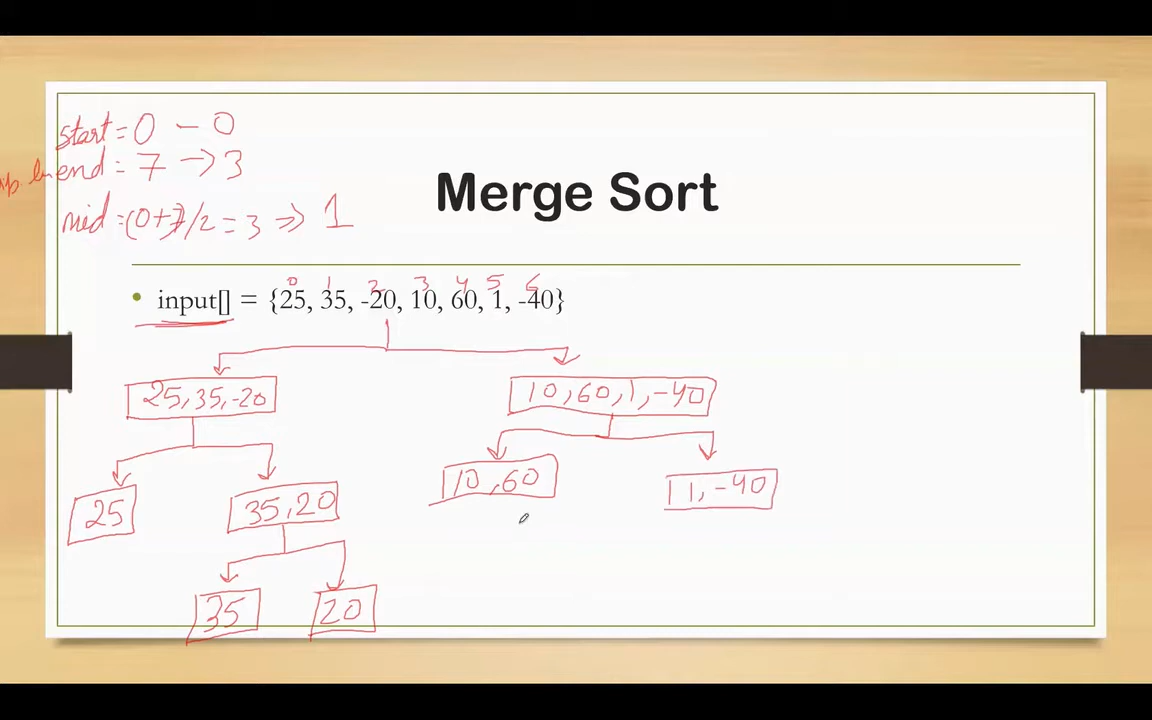 start = 0 - 0
end = 7 → 3
mid = (0+7)/2 = 3 ⇒ 1
Merge Sort
0 1 2 3 4 5 6
• input[] = {25, 35, -20, 10, 60, 1, -40}
25, 35, -20
10, 60, 1, -40
25
35, 20
10, 60
1, -40
35
20